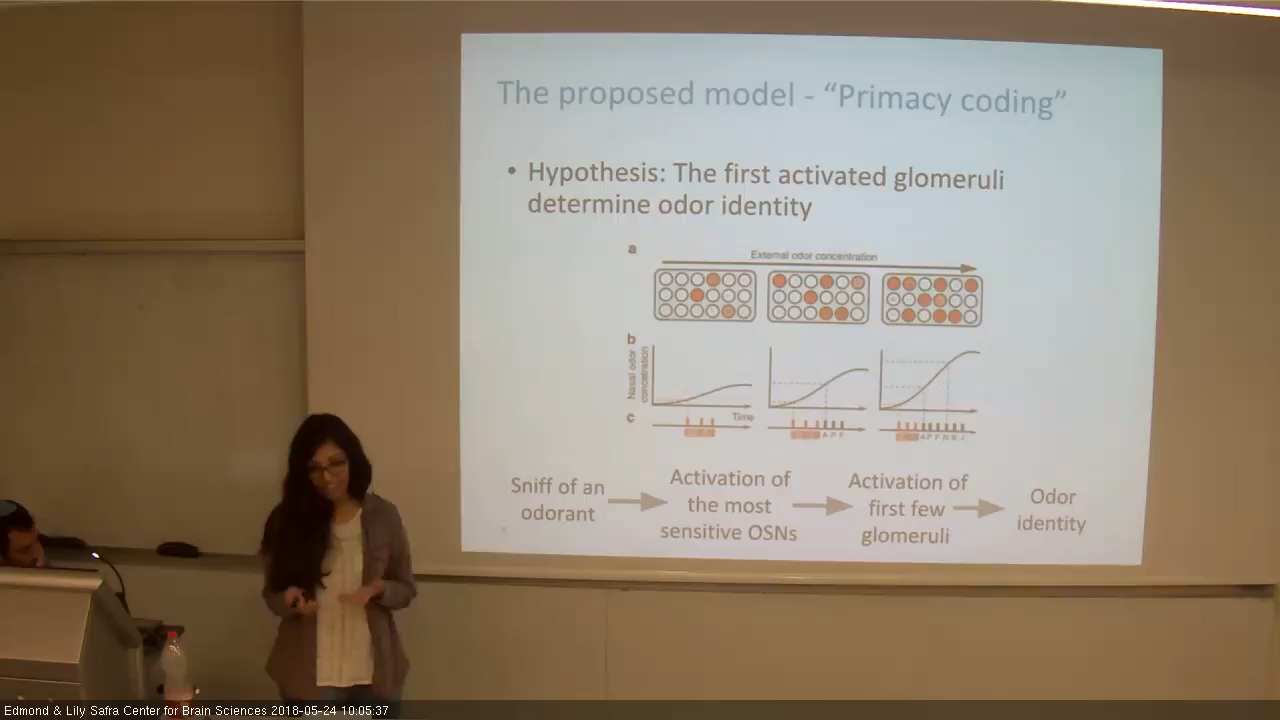 The proposed model - “Primacy coding”
• Hypothesis: The first activated glomeruli
determine odor identity
a
External odor concentration
b
Nasal odor
concentration
Time
c
A P F
A P F N B J
Sniff of an
odorant
Activation of
the most
sensitive OSNs
Activation of
first few
glomeruli
Odor
identity
Edmond & Lily Safra Center for Brain Sciences 2018-05-24 10:05:37